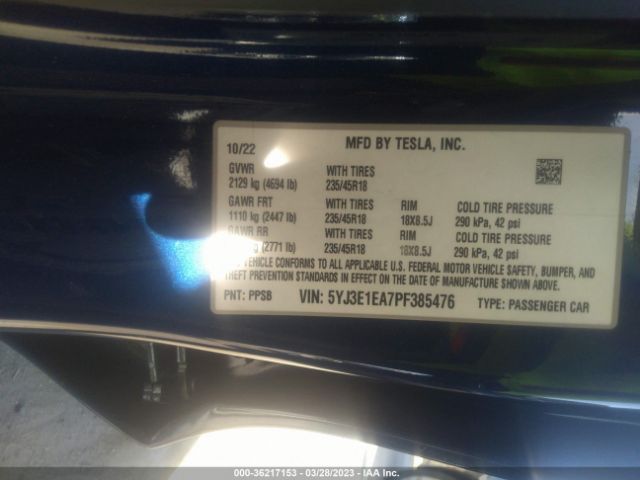 10/22 MFD BY TESLA, INC.
GVWR WITH TIRES
2129 kg (4694 lb) 235/45R18
GAWR FRT WITH TIRES RIM COLD TIRE PRESSURE
1110 kg (2447 lb) 235/45R18 18X8.5J 290 kPa, 42 psi
GAWR RR WITH TIRES RIM COLD TIRE PRESSURE
(2771 lb) 235/45R18 18X8.5J 290 kPa, 42 psi
VEHICLE CONFORMS TO ALL APPLICABLE U.S. FEDERAL MOTOR VEHICLE SAFETY, BUMPER, AND
THEFT PREVENTION STANDARDS IN EFFECT ON THE DATE OF MANUFACTURE SHOWN ABOVE.
PNT: PPSB VIN: 5YJ3E1EA7PF385476 TYPE: PASSENGER CAR
000-36217153 - 03/28/2023 - IAA Inc.